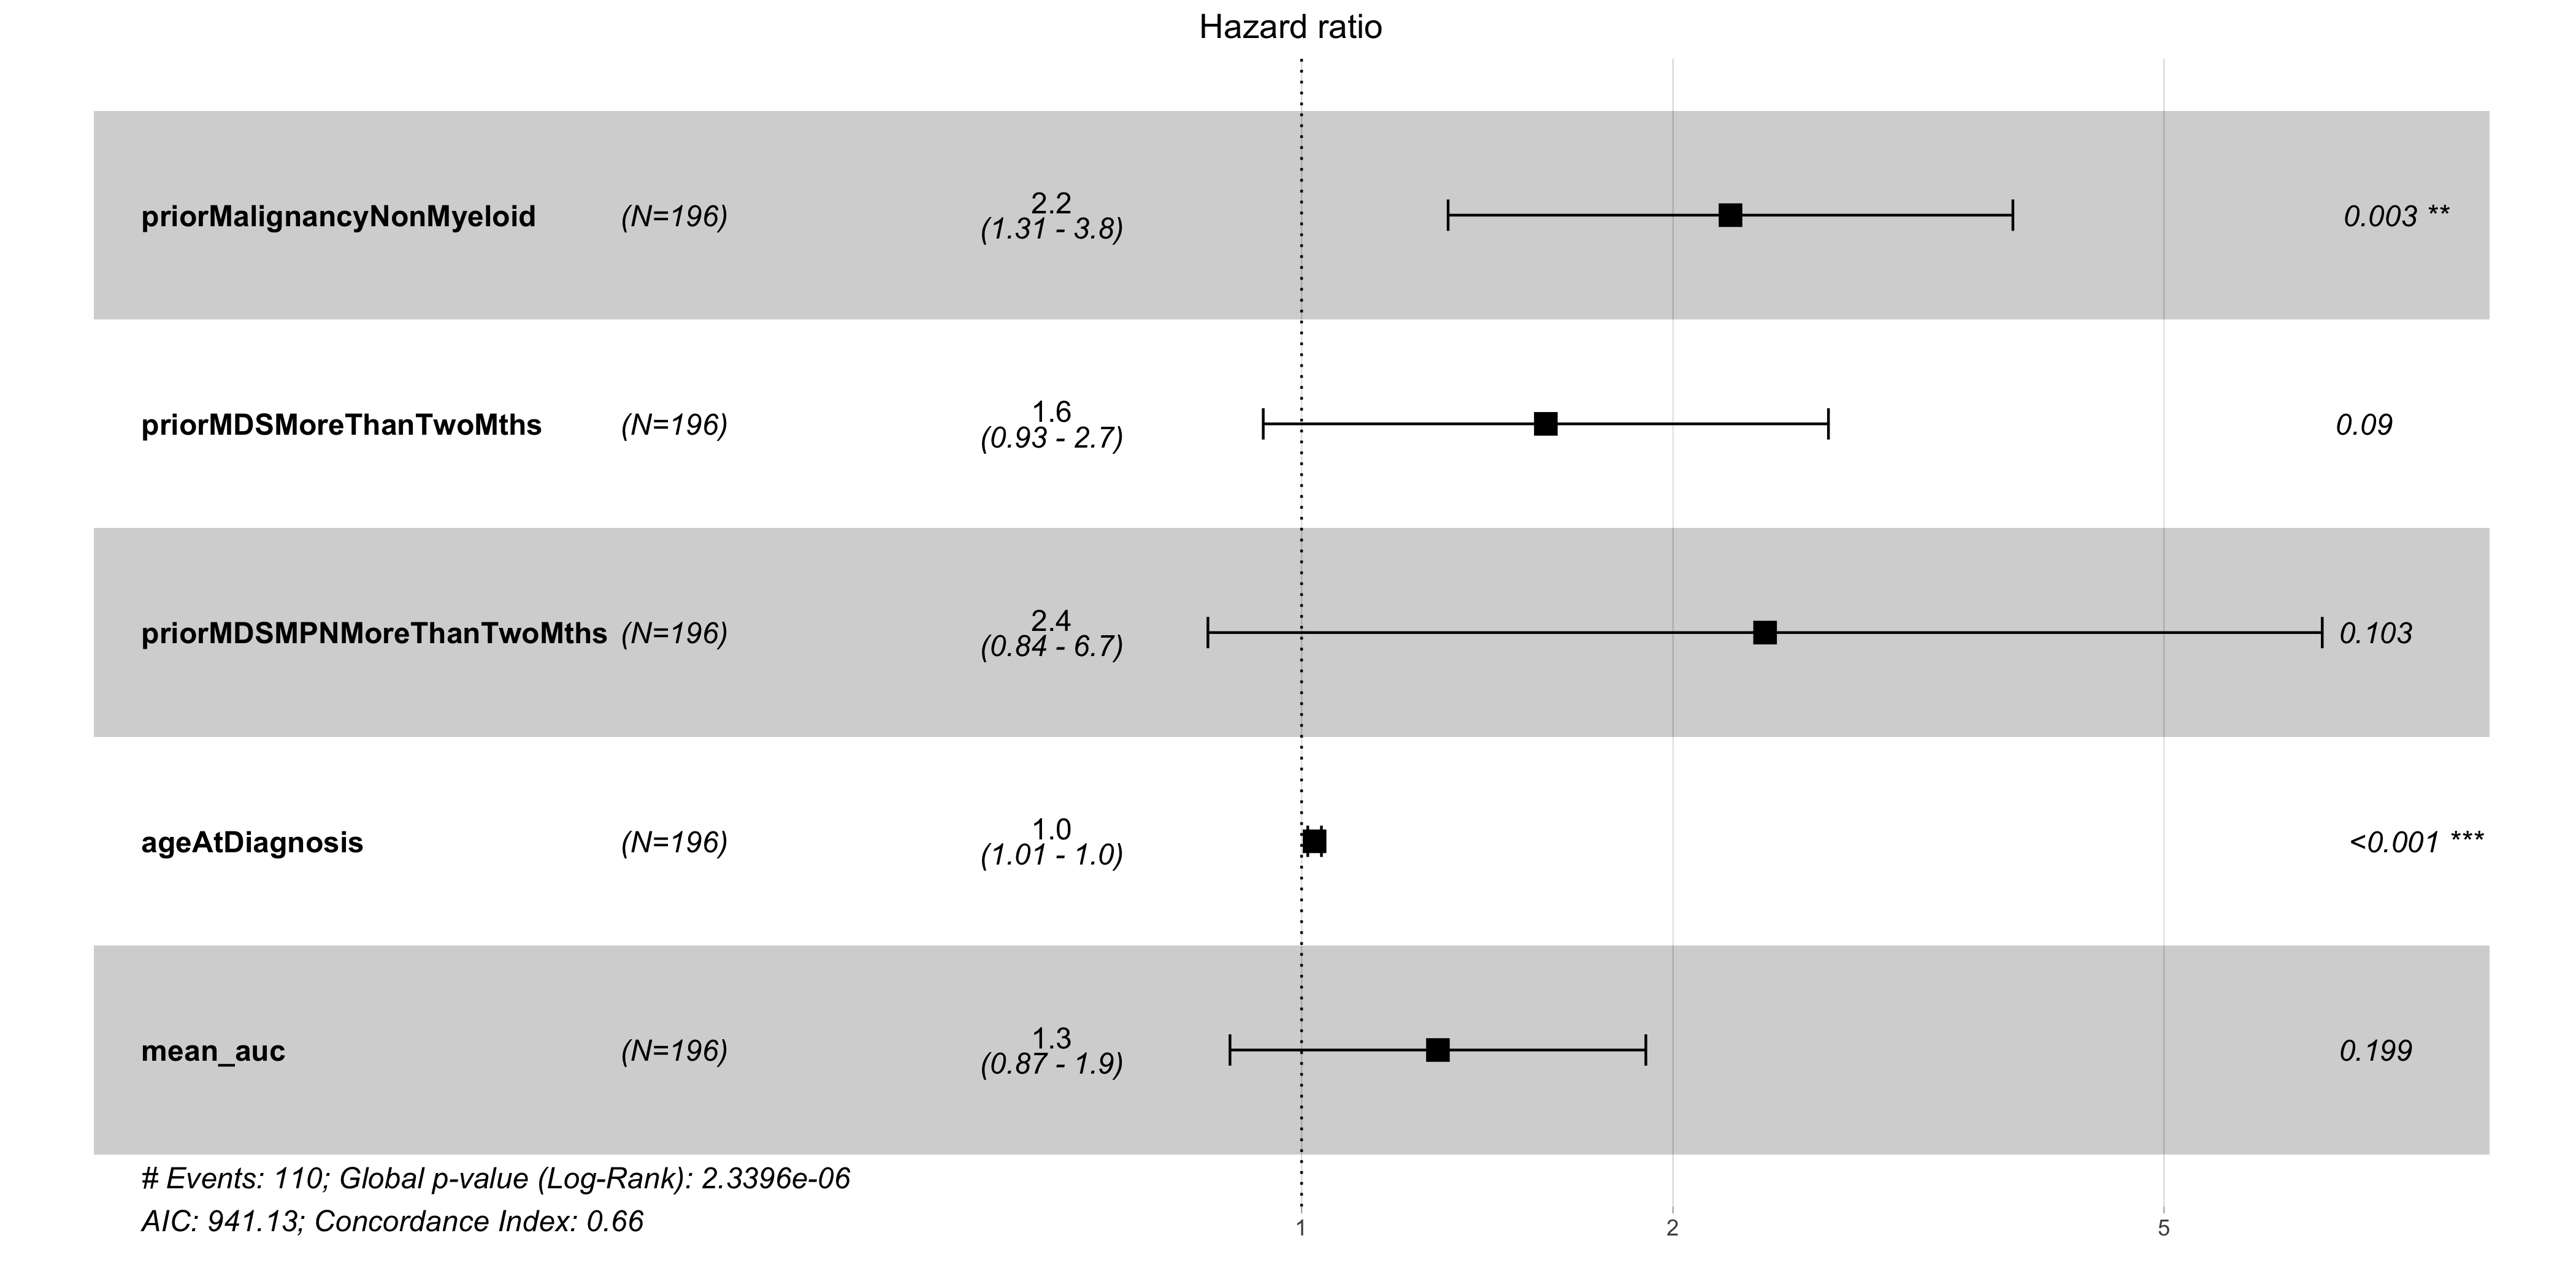 Hazard ratio
priorMalignancyNonMyeloid (N=196) 2.2 0.003 **
(1.31 - 3.8)
priorMDSMoreThanTwoMths (N=196) 1.6 0.09
(0.93 - 2.7)
priorMDSMPNMoreThanTwoMths (N=196) 2.4 0.103
(0.84 - 6.7)
ageAtDiagnosis (N=196) 1.0 <0.001 ***
(1.01 - 1.0)
mean_auc (N=196) 1.3 0.199
(0.87 - 1.9)
# Events: 110; Global p-value (Log-Rank): 2.3396e-06
AIC: 941.13; Concordance Index: 0.66
1 2 5